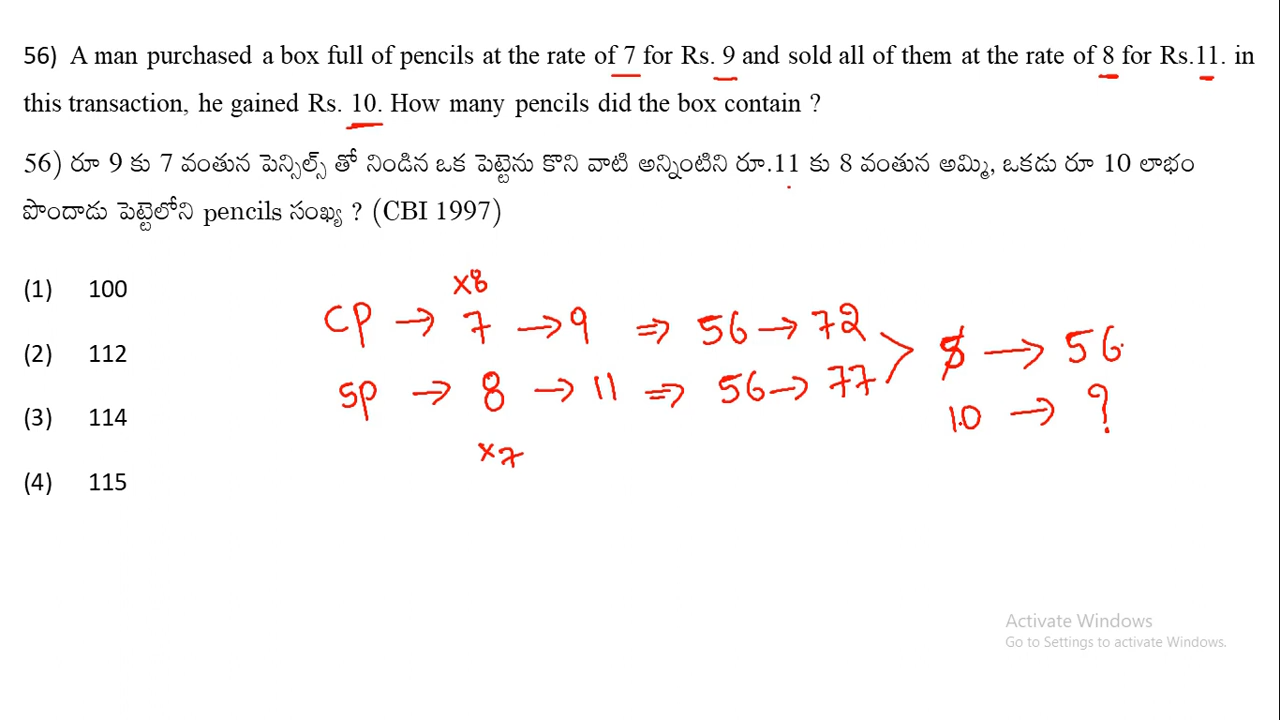 56) A man purchased a box full of pencils at the rate of 7 for Rs. 9 and sold all of them at the rate of 8 for Rs.11. in
this transaction, he gained Rs. 10. How many pencils did the box contain ?
56) రూ 9 కు 7 వంతున పెన్సిల్స్ తో నిండిన ఒక పెట్టెను కొని వాటి అన్నింటిని రూ.11 కు 8 వంతున అమ్మి, ఒకడు రూ 10 లాభం
పొందాడు పెట్టెలోని pencils సంఖ్య ? (CBI 1997)
(1) 100
(2) 112
(3) 114
(4) 115
×8
CP → 7 → 9 ⇒ 56 → 72
SP → 8 → 11 ⇒ 56 → 77
×7
5 → 56
10 → ?
Activate Windows
Go to Settings to activate Windows.